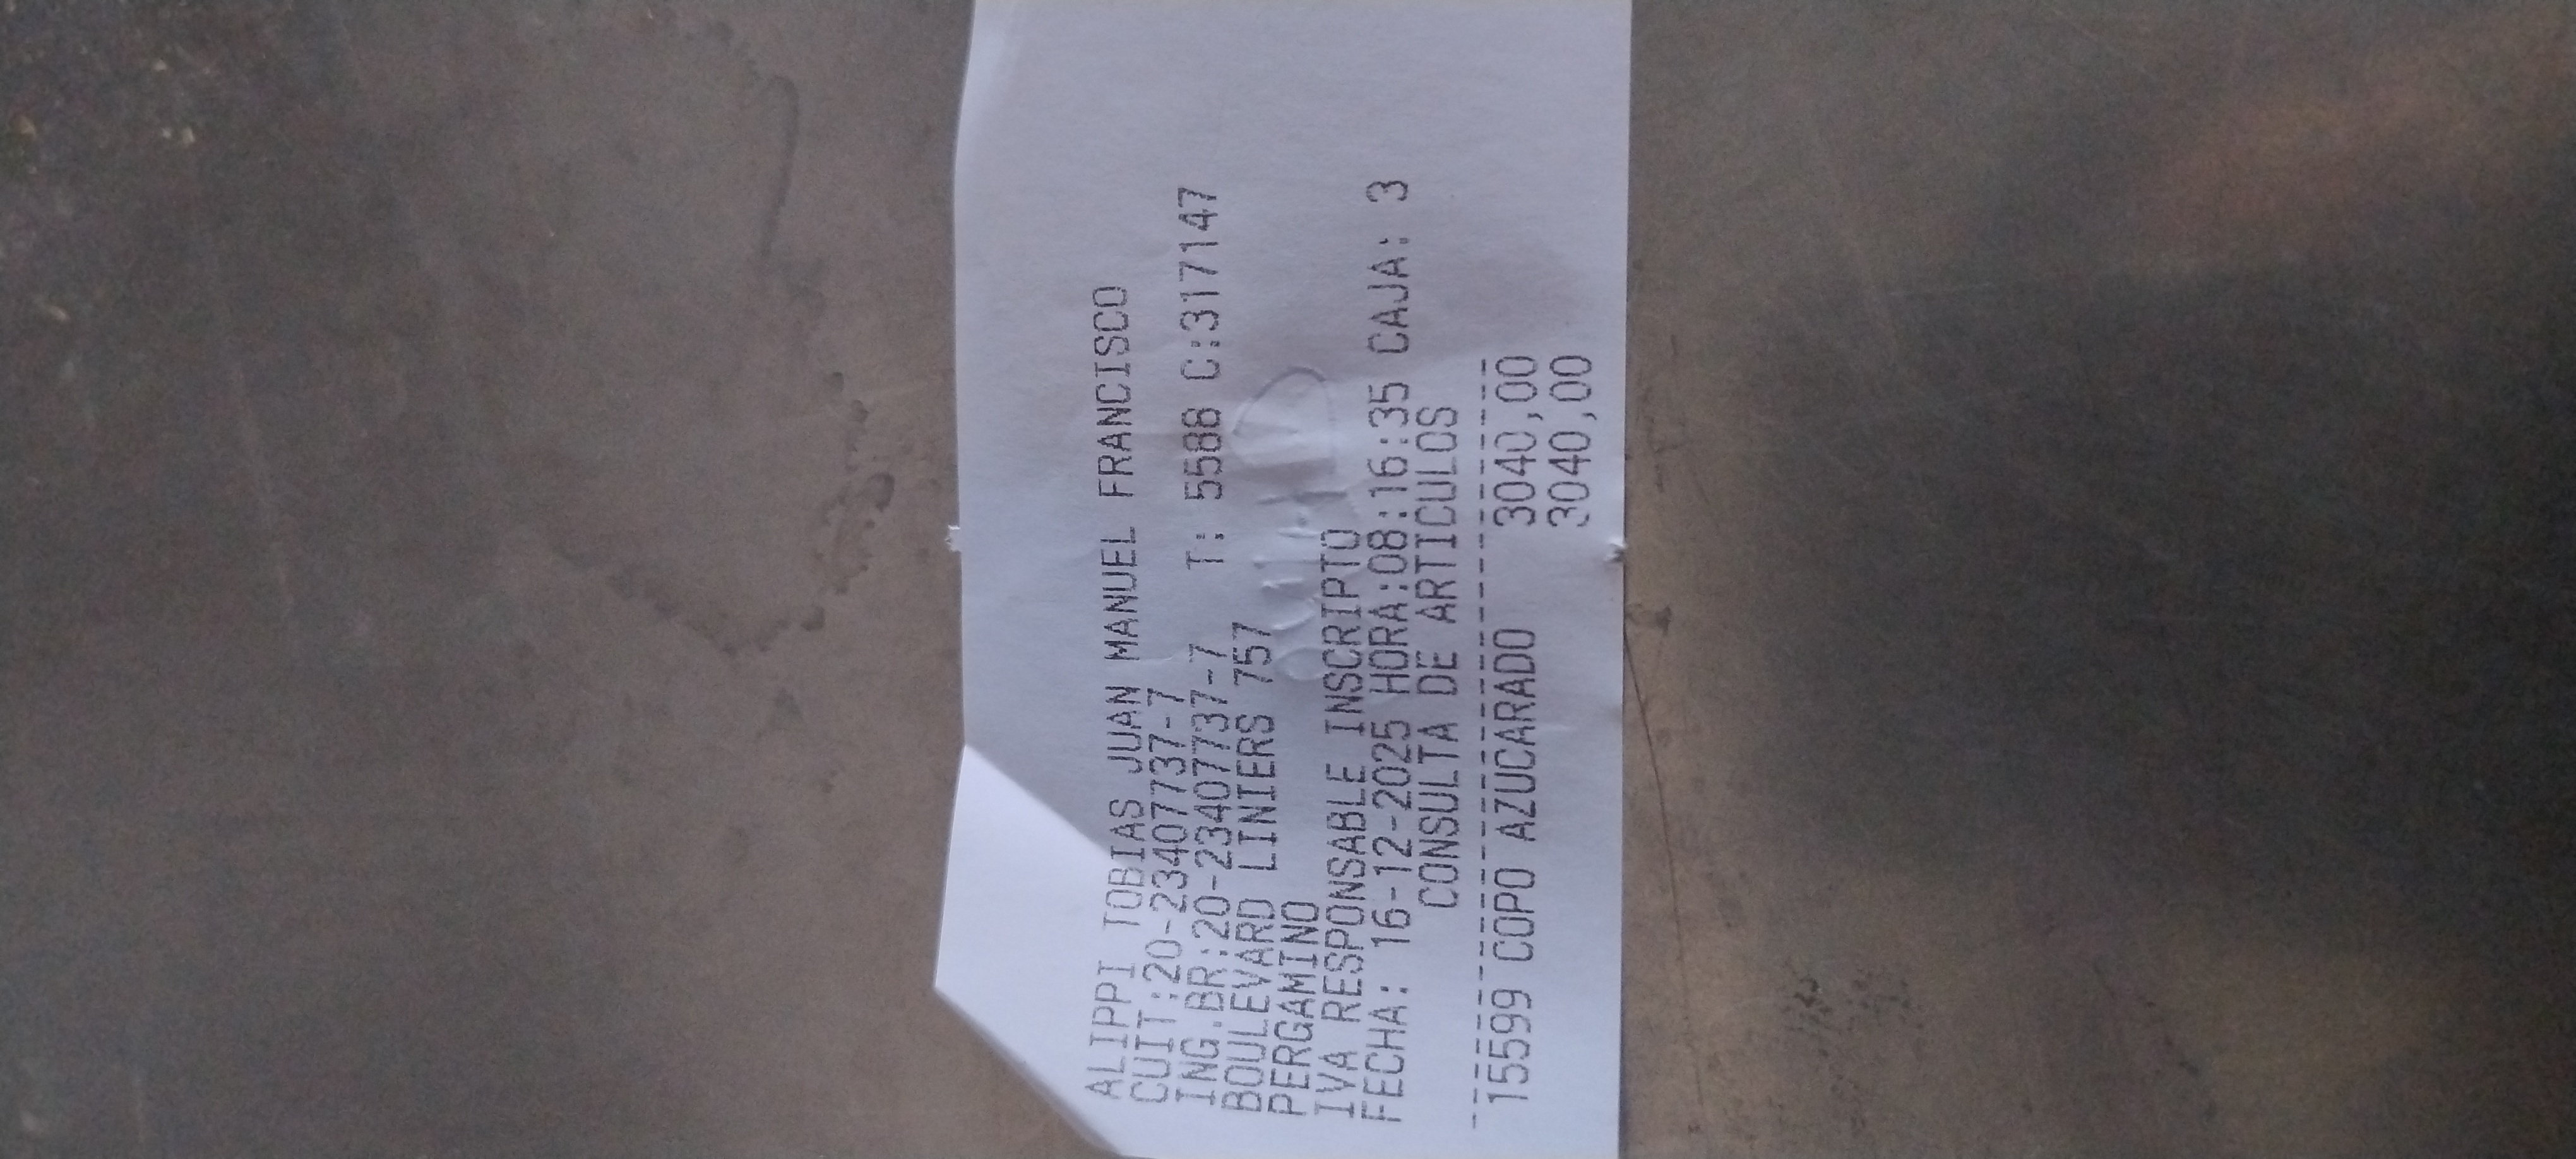 ALIPPI TOBIAS JUAN MANUEL FRANCISCO
CUIT:20-23407737-7
ING.BR:20-23407737-7 T: 5588 C:317147
BOULEVARD LINIERS 757
PERGAMINO
IVA RESPONSABLE INSCRIPTO
FECHA: 16-12-2025 HORA:08:16:35 CAJA: 3
CONSULTA DE ARTICULOS
15599 COPO AZUCARADO 3040,00
3040,00